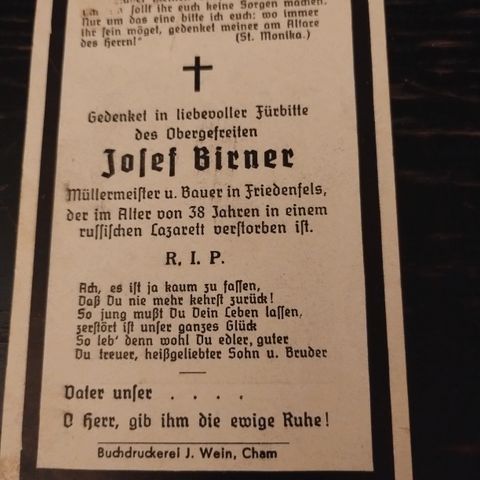 sollt ihr euch keine Sorgen machen.
Nur um das eine bitte ich euch: wo immer
ihr sein möget, gedenket meiner am Altare
des Herrn!" (St. Monika.)
Gedenket in liebevoller Fürbitte
des Obergefreiten
Josef Birner
Müllermeister u. Bauer in Friedenfels,
der im Alter von 38 Jahren in einem
russischen Lazarett verstorben ist.
R. I. P.
Ach, es ist ja kaum zu fassen,
Daß Du nie mehr kehrst zurück!
So jung mußt Du Dein Leben lassen,
zerstört ist unser ganzes Glück
So leb' denn wohl Du edler, guter
Du treuer, heißgeliebter Sohn u. Bruder
Vater unser . . . .
O Herr, gib ihm die ewige Ruhe!
Buchdruckerei J. Wein, Cham